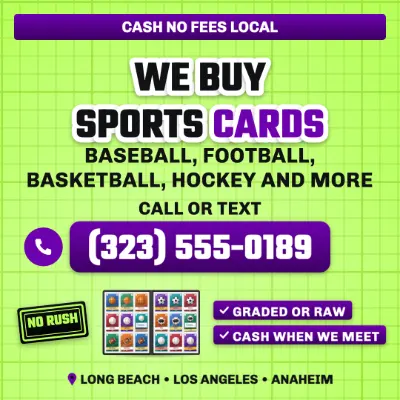 CASH NO FEES LOCAL
WE BUY
SPORTS CARDS
BASEBALL, FOOTBALL,
BASKETBALL, HOCKEY AND MORE
CALL OR TEXT
(323) 555-0189
NO RUSH
GRADED OR RAW
CASH WHEN WE MEET
LONG BEACH • LOS ANGELES • ANAHEIM